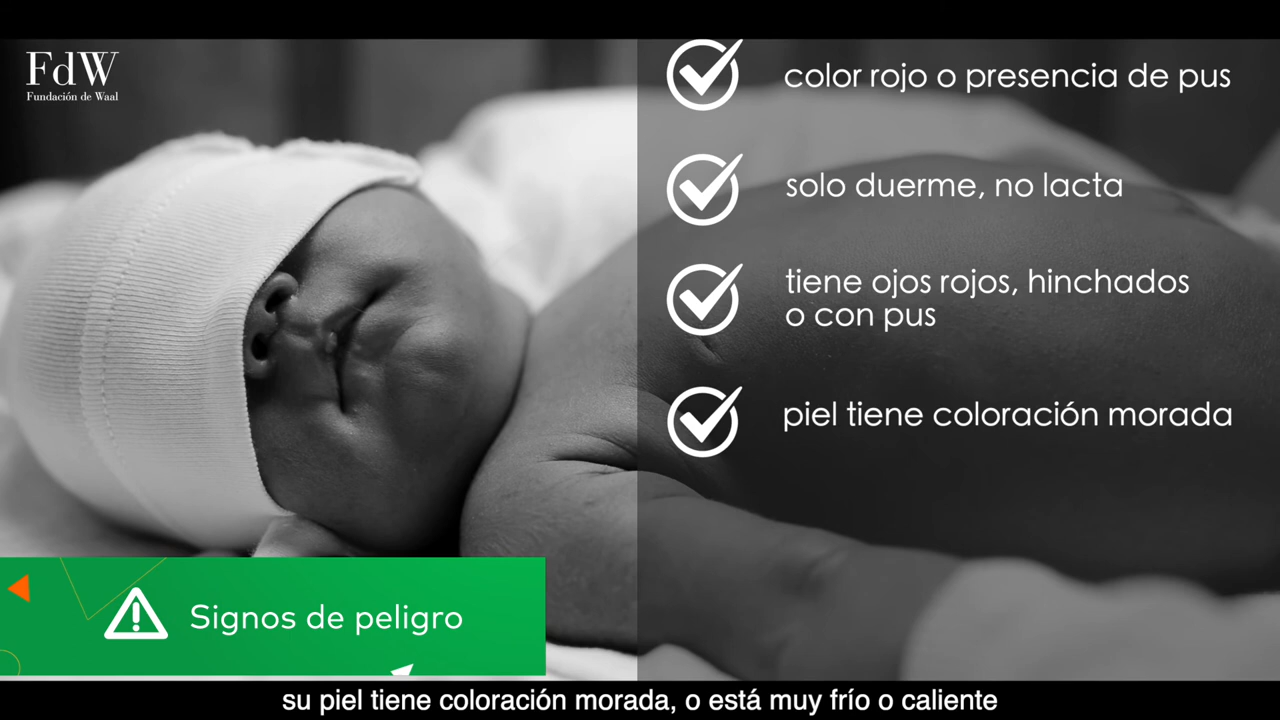 FdW
Fundación de Waal
color rojo o presencia de pus
solo duerme, no lacta
tiene ojos rojos, hinchados
o con pus
piel tiene coloración morada
Signos de peligro
su piel tiene coloración morada, o está muy frío o caliente